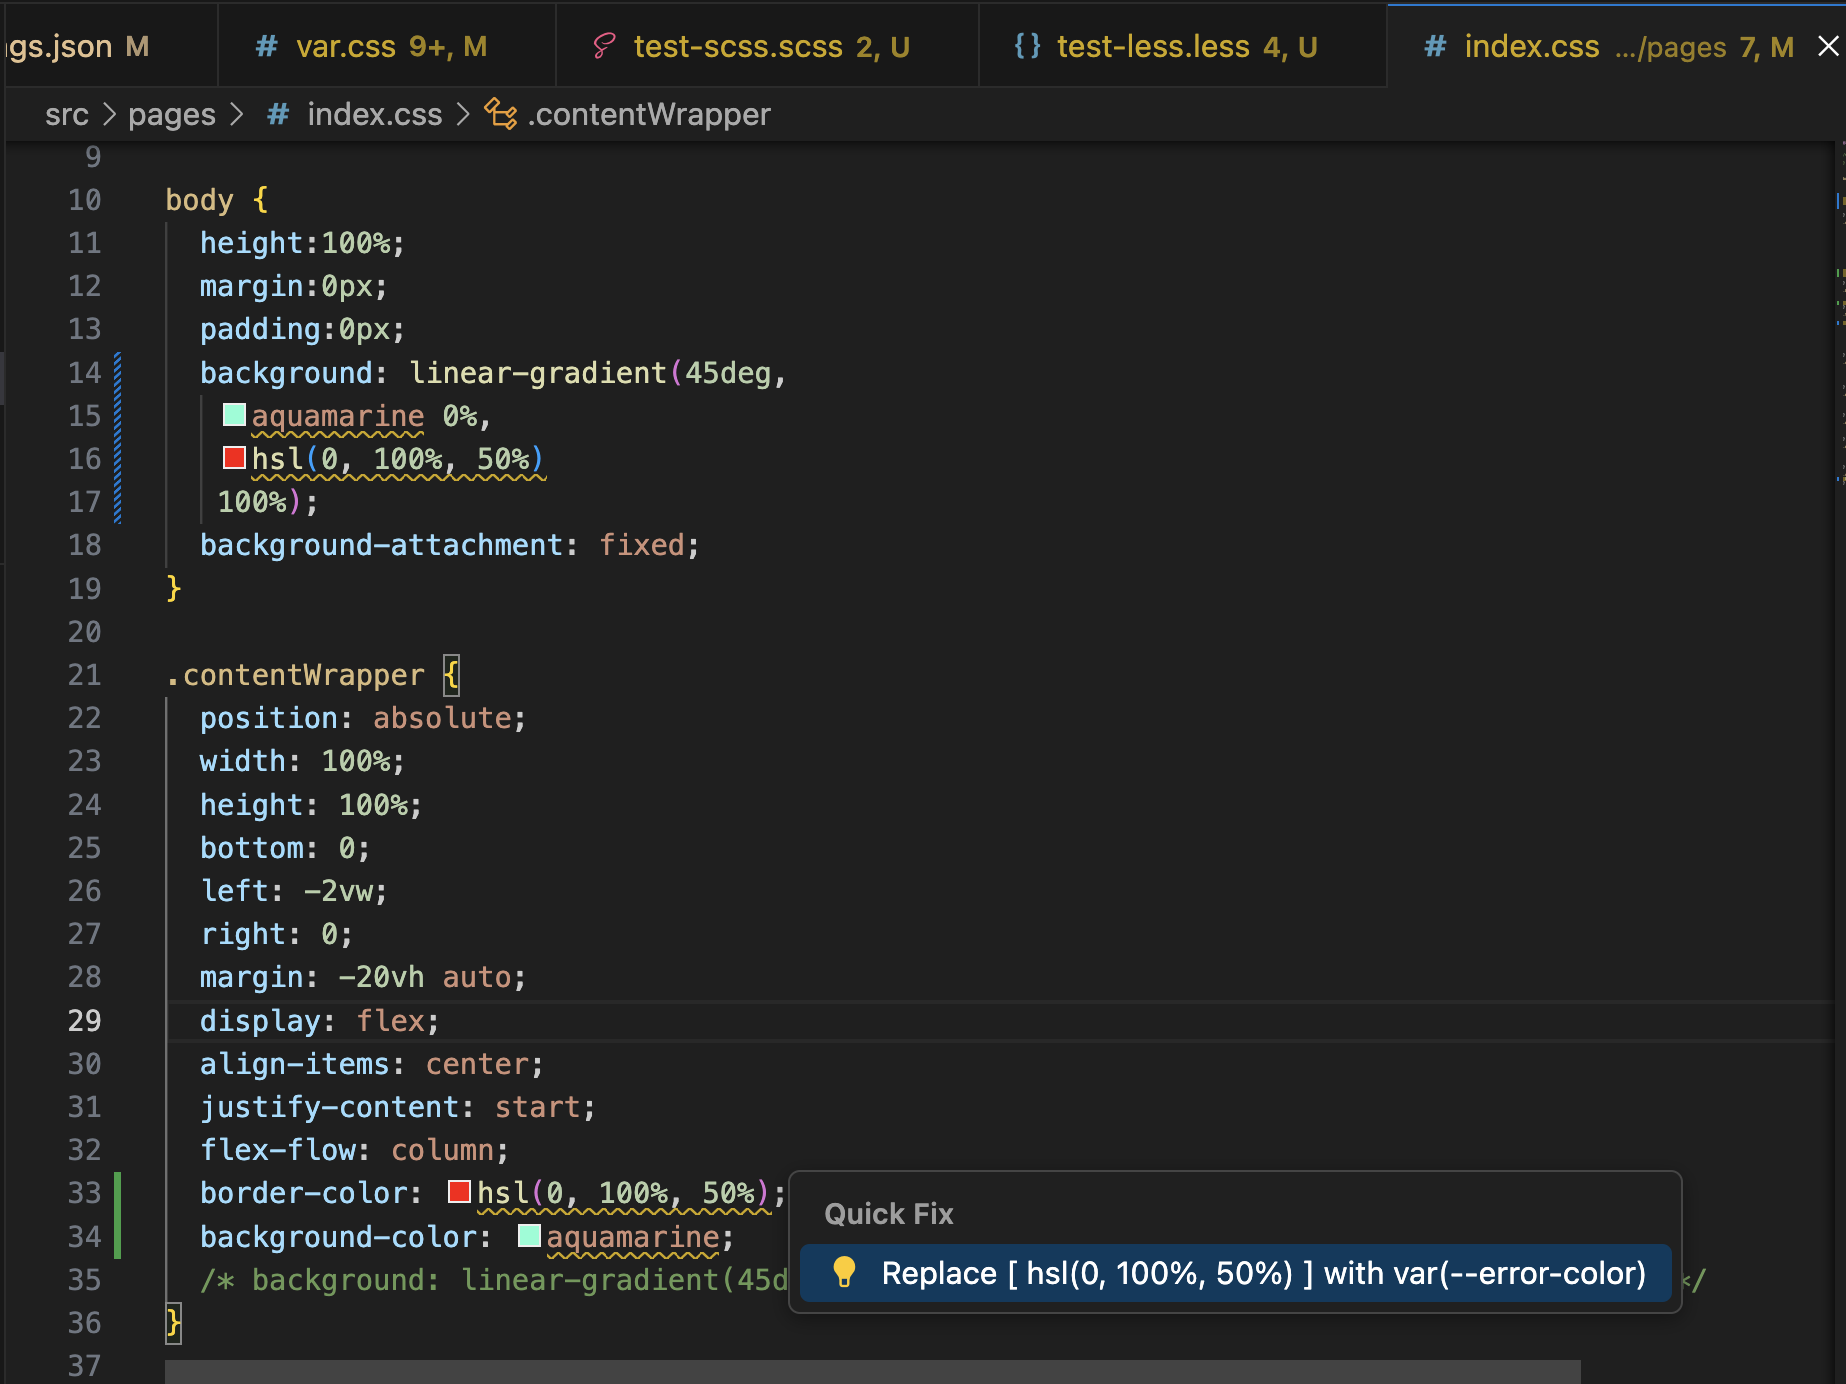 gs.json M
# var.css 9+, M
test-scss.scss 2, U
{} test-less.less 4, U
# index.css .../pages 7, M
src > pages > # index.css > .contentWrapper
9
10 body {
11 height:100%;
12 margin:0px;
13 padding:0px;
14 background: linear-gradient(45deg,
15 aquamarine 0%,
16 hsl(0, 100%, 50%)
17 100%);
18 background-attachment: fixed;
19 }
20
21 .contentWrapper {
22 position: absolute;
23 width: 100%;
24 height: 100%;
25 bottom: 0;
26 left: -2vw;
27 right: 0;
28 margin: -20vh auto;
29 display: flex;
30 align-items: center;
31 justify-content: start;
32 flex-flow: column;
33 border-color: hsl(0, 100%, 50%);
34 background-color: aquamarine;
35 /* background: linear-gradient(45d
36 }
37
Quick Fix
Replace [ hsl(0, 100%, 50%) ] with var(--error-color)